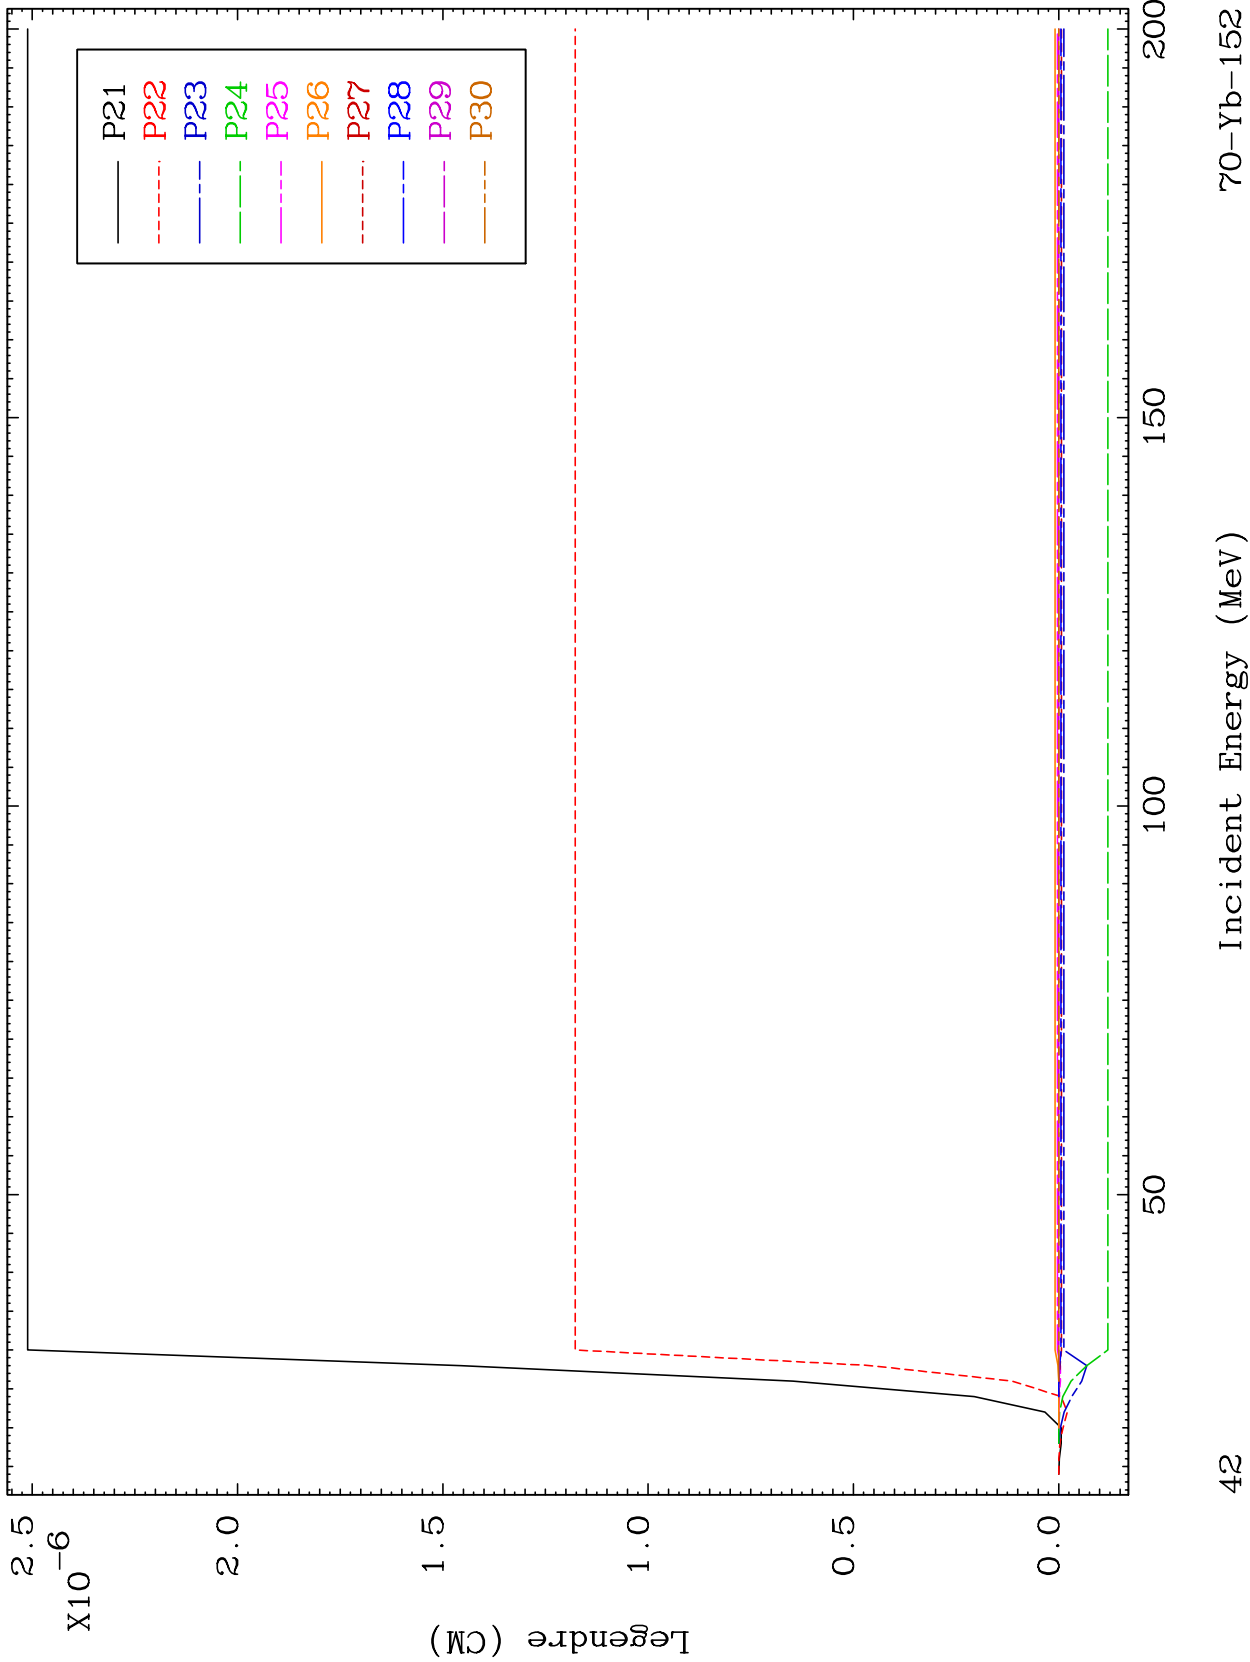 2.5
X10-6
2.0
1.5
1.0
0.5
0.0
Legendre (CM)
P21
P22
P23
P24
P25
P26
P27
P28
P29
P30
50
100
150
200
Incident Energy (MeV)
42
70-Yb-152